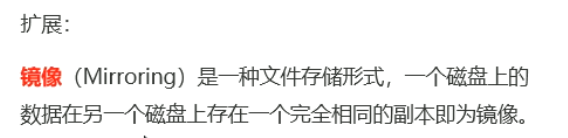 扩展：
镜像（Mirroring）是一种文件存储形式，一个磁盘上的
数据在另一个磁盘上存在一个完全相同的副本即为镜像。